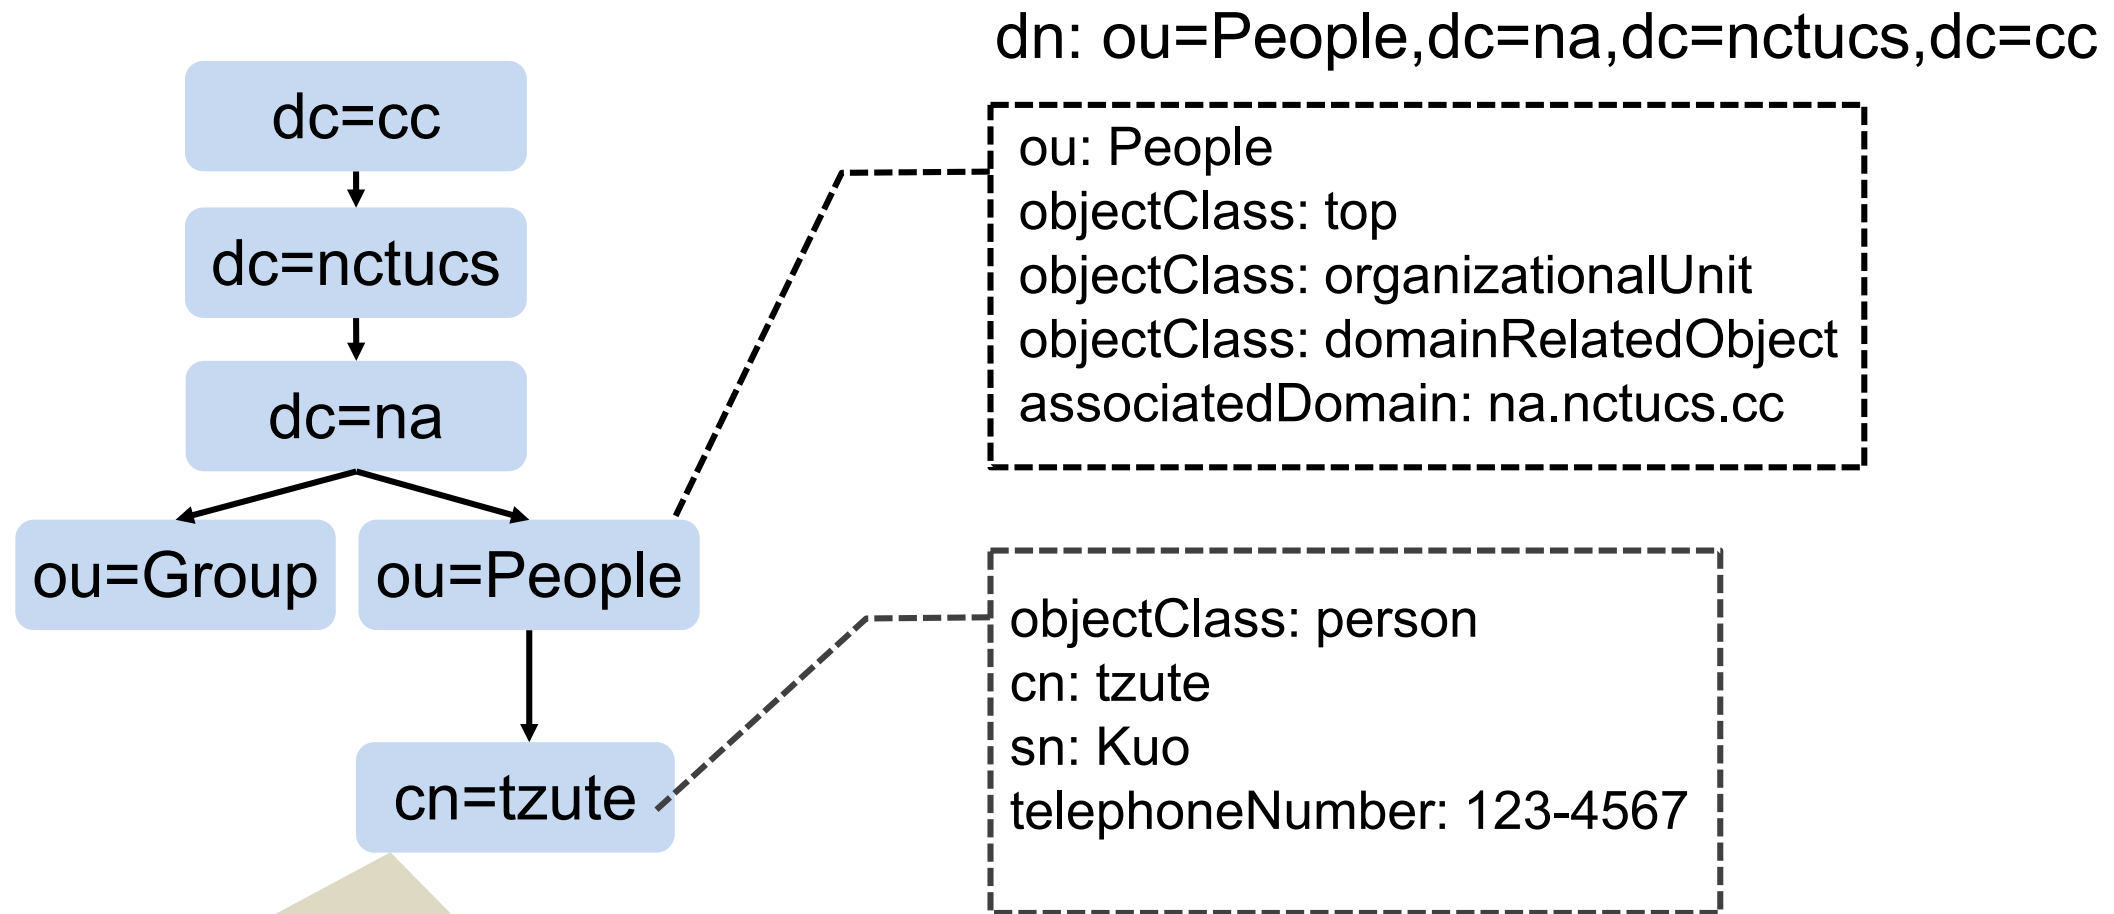 dn: ou=People,dc=na,dc=nctucs,dc=cc
dc=cc
dc=nctucs
dc=na
ou=Group
ou=People
cn=tzute
ou: People
objectClass: top
objectClass: organizationalUnit
objectClass: domainRelatedObject
associatedDomain: na.nctucs.cc
objectClass: person
cn: tzute
sn: Kuo
telephoneNumber: 123-4567